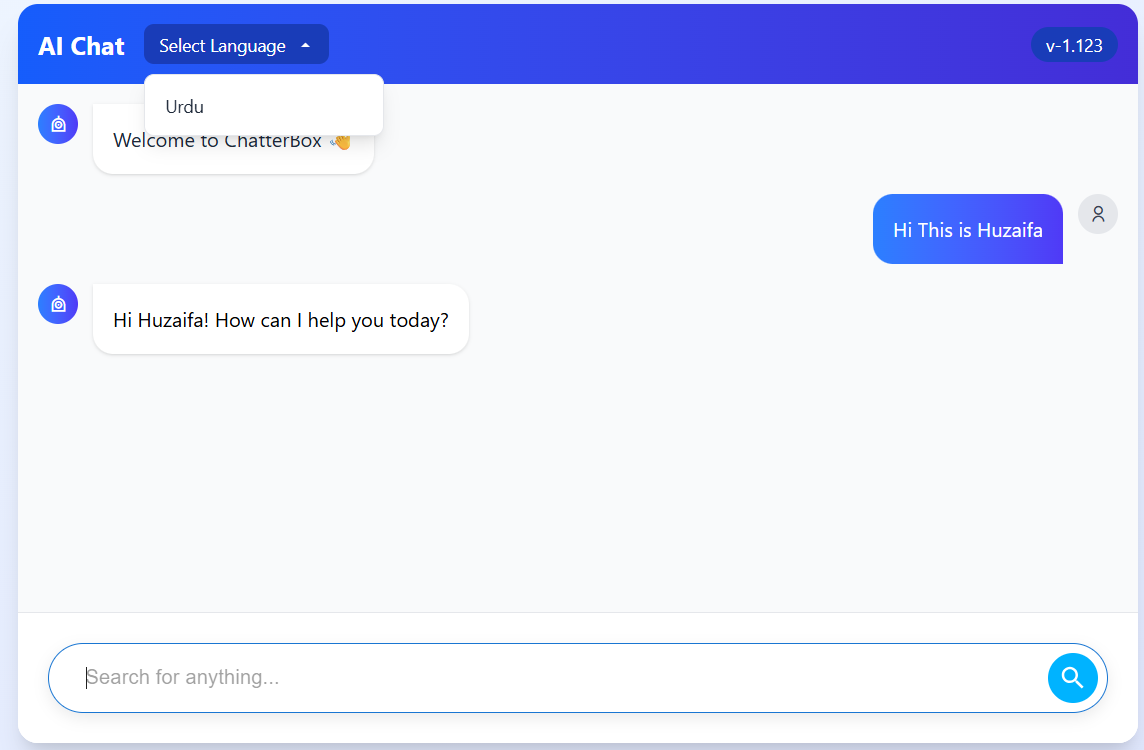 AI Chat
Select Language
v-1.123
Urdu
Welcome to ChatterBox 👋
Hi This is Huzaifa
Hi Huzaifa! How can I help you today?
Search for anything...